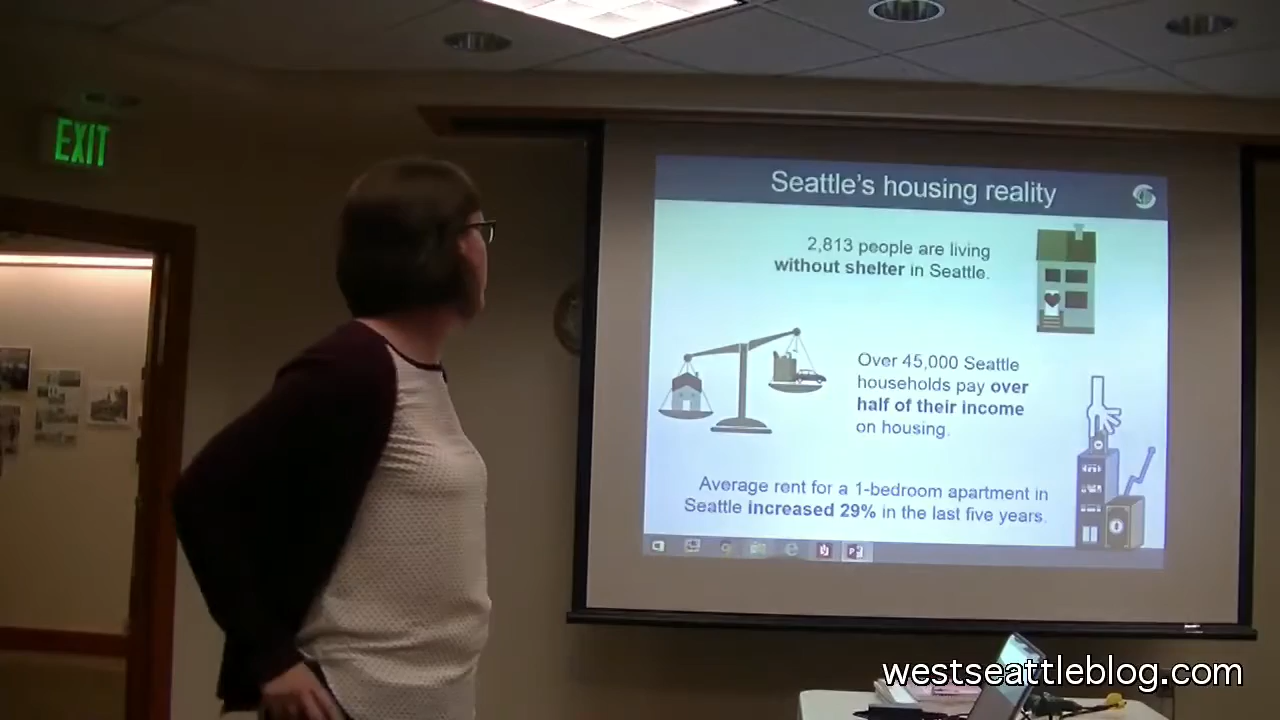 EXIT
Seattle's housing reality
2,813 people are living
without shelter in Seattle.
Over 45,000 Seattle
households pay over
half of their income
on housing.
Average rent for a 1-bedroom apartment in
Seattle increased 29% in the last five years.
westseattleblog.com